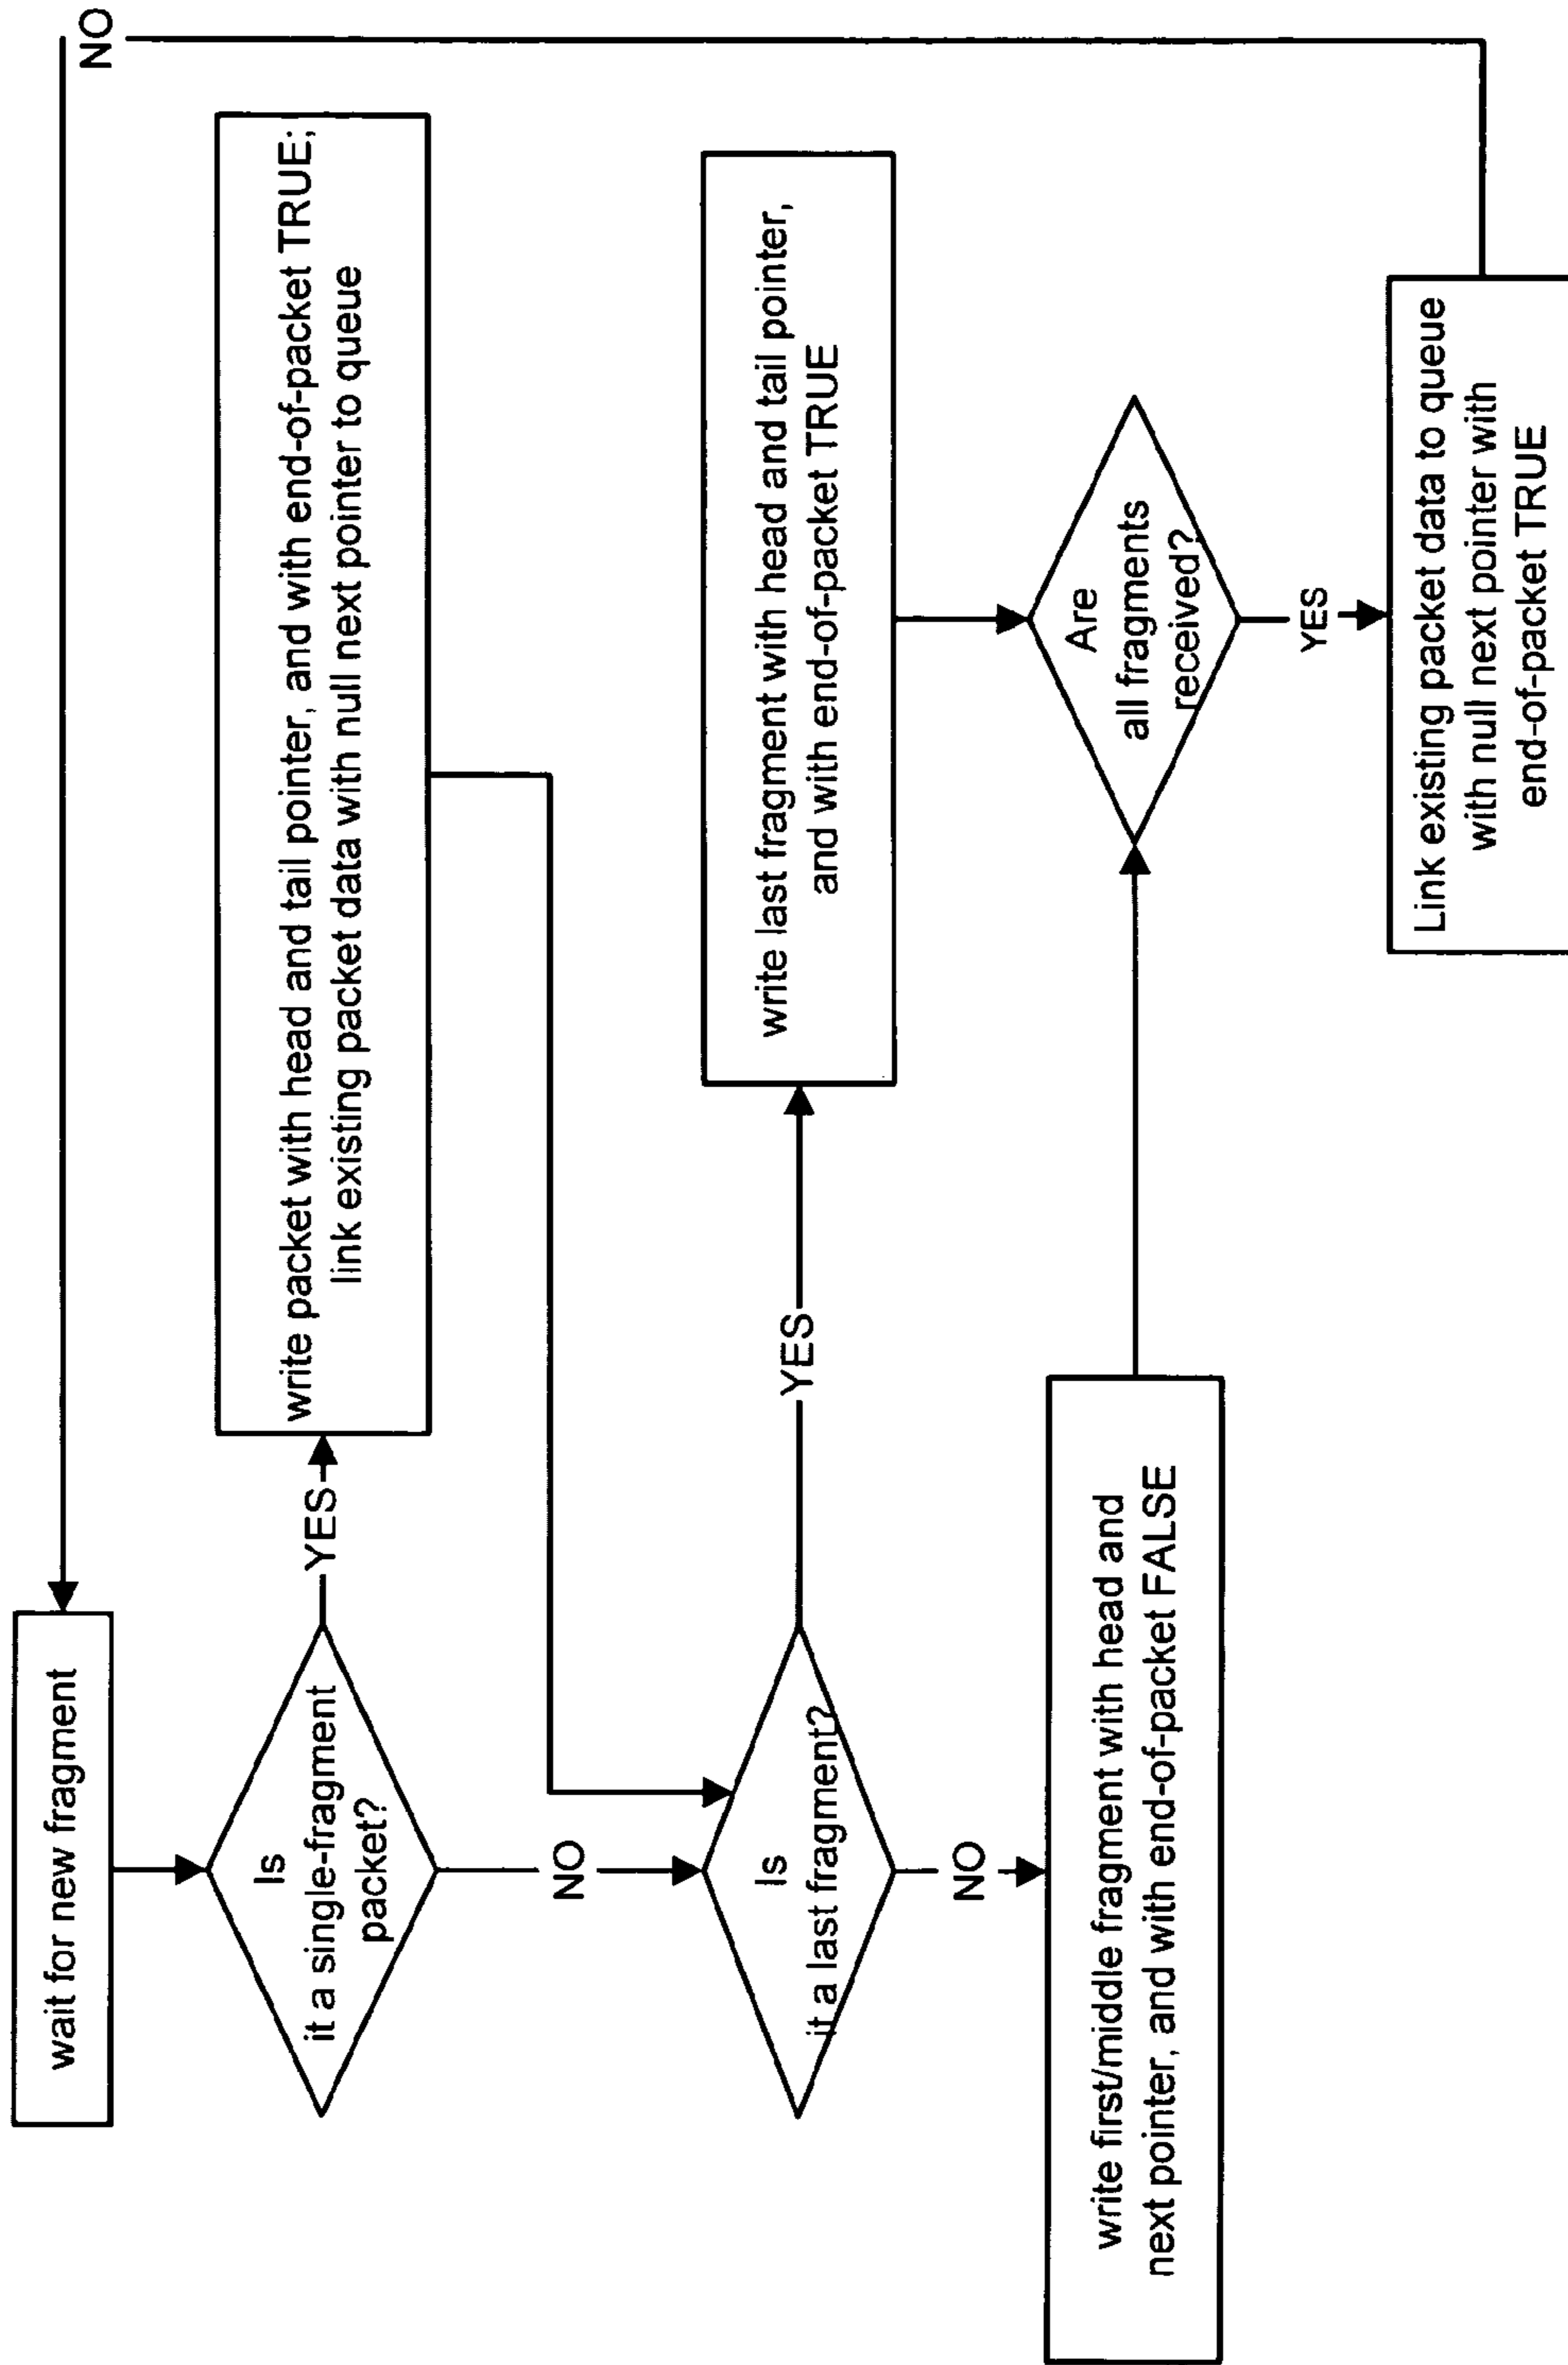 wait for new fragment
NO
Is
it a single-fragment
packet?
YES
write packet with head and tail pointer, and with end-of-packet TRUE;
link existing packet data with null next pointer to queue
NO
Is
it a last fragment?
YES
write last fragment with head and tail pointer,
and with end-of-packet TRUE
NO
write first/middle fragment with head and
next pointer, and with end-of-packet FALSE
Are
all fragments
received?
YES
Link existing packet data to queue
with null next pointer with
end-of-packet TRUE